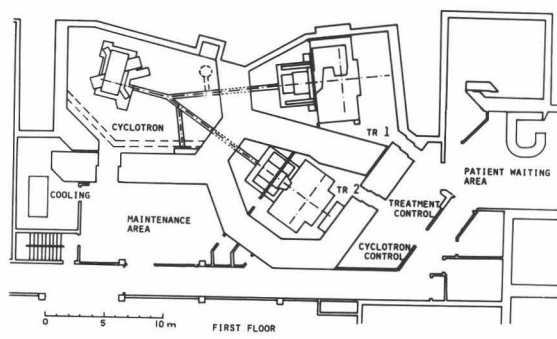 CYCLOTRON
TR 1
COOLING
MAINTENANCE
AREA
TR 2
TREATMENT
CONTROL
CYCLOTRON
CONTROL
PATIENT WAITING
AREA
0 5 10 m
FIRST FLOOR